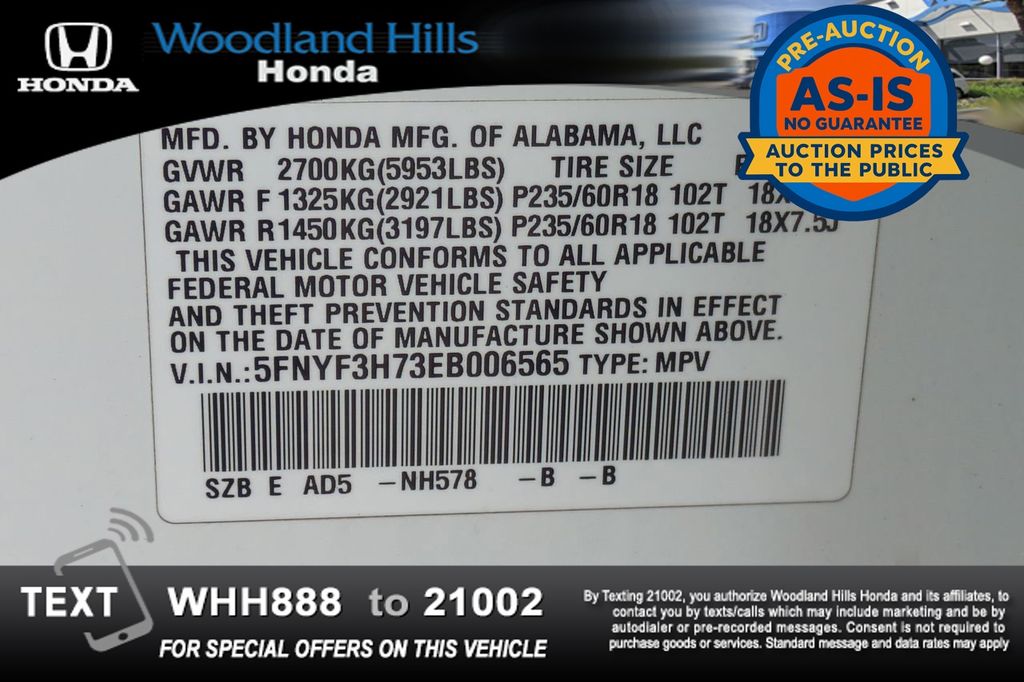 HONDA
Woodland Hills
Honda
PRE-AUCTION
AS-IS
NO GUARANTEE
AUCTION PRICES
TO THE PUBLIC
MFD. BY HONDA MFG. OF ALABAMA, LLC
GVWR 2700KG(5953LBS) TIRE SIZE
GAWR F 1325KG(2921LBS) P235/60R18 102T 18X
GAWR R1450KG(3197LBS) P235/60R18 102T 18X7.5J
THIS VEHICLE CONFORMS TO ALL APPLICABLE
FEDERAL MOTOR VEHICLE SAFETY
AND THEFT PREVENTION STANDARDS IN EFFECT
ON THE DATE OF MANUFACTURE SHOWN ABOVE.
V.I.N.:5FNYF3H73EB006565 TYPE: MPV
SZB E AD5 -NH578 -B -B
TEXT WHH888 to 21002
FOR SPECIAL OFFERS ON THIS VEHICLE
By Texting 21002, you authorize Woodland Hills Honda and its affiliates, to
contact you by texts/calls which may include marketing and be by
autodialer or pre-recorded messages. Consent is not required to
purchase goods or services. Standard message and data rates may apply